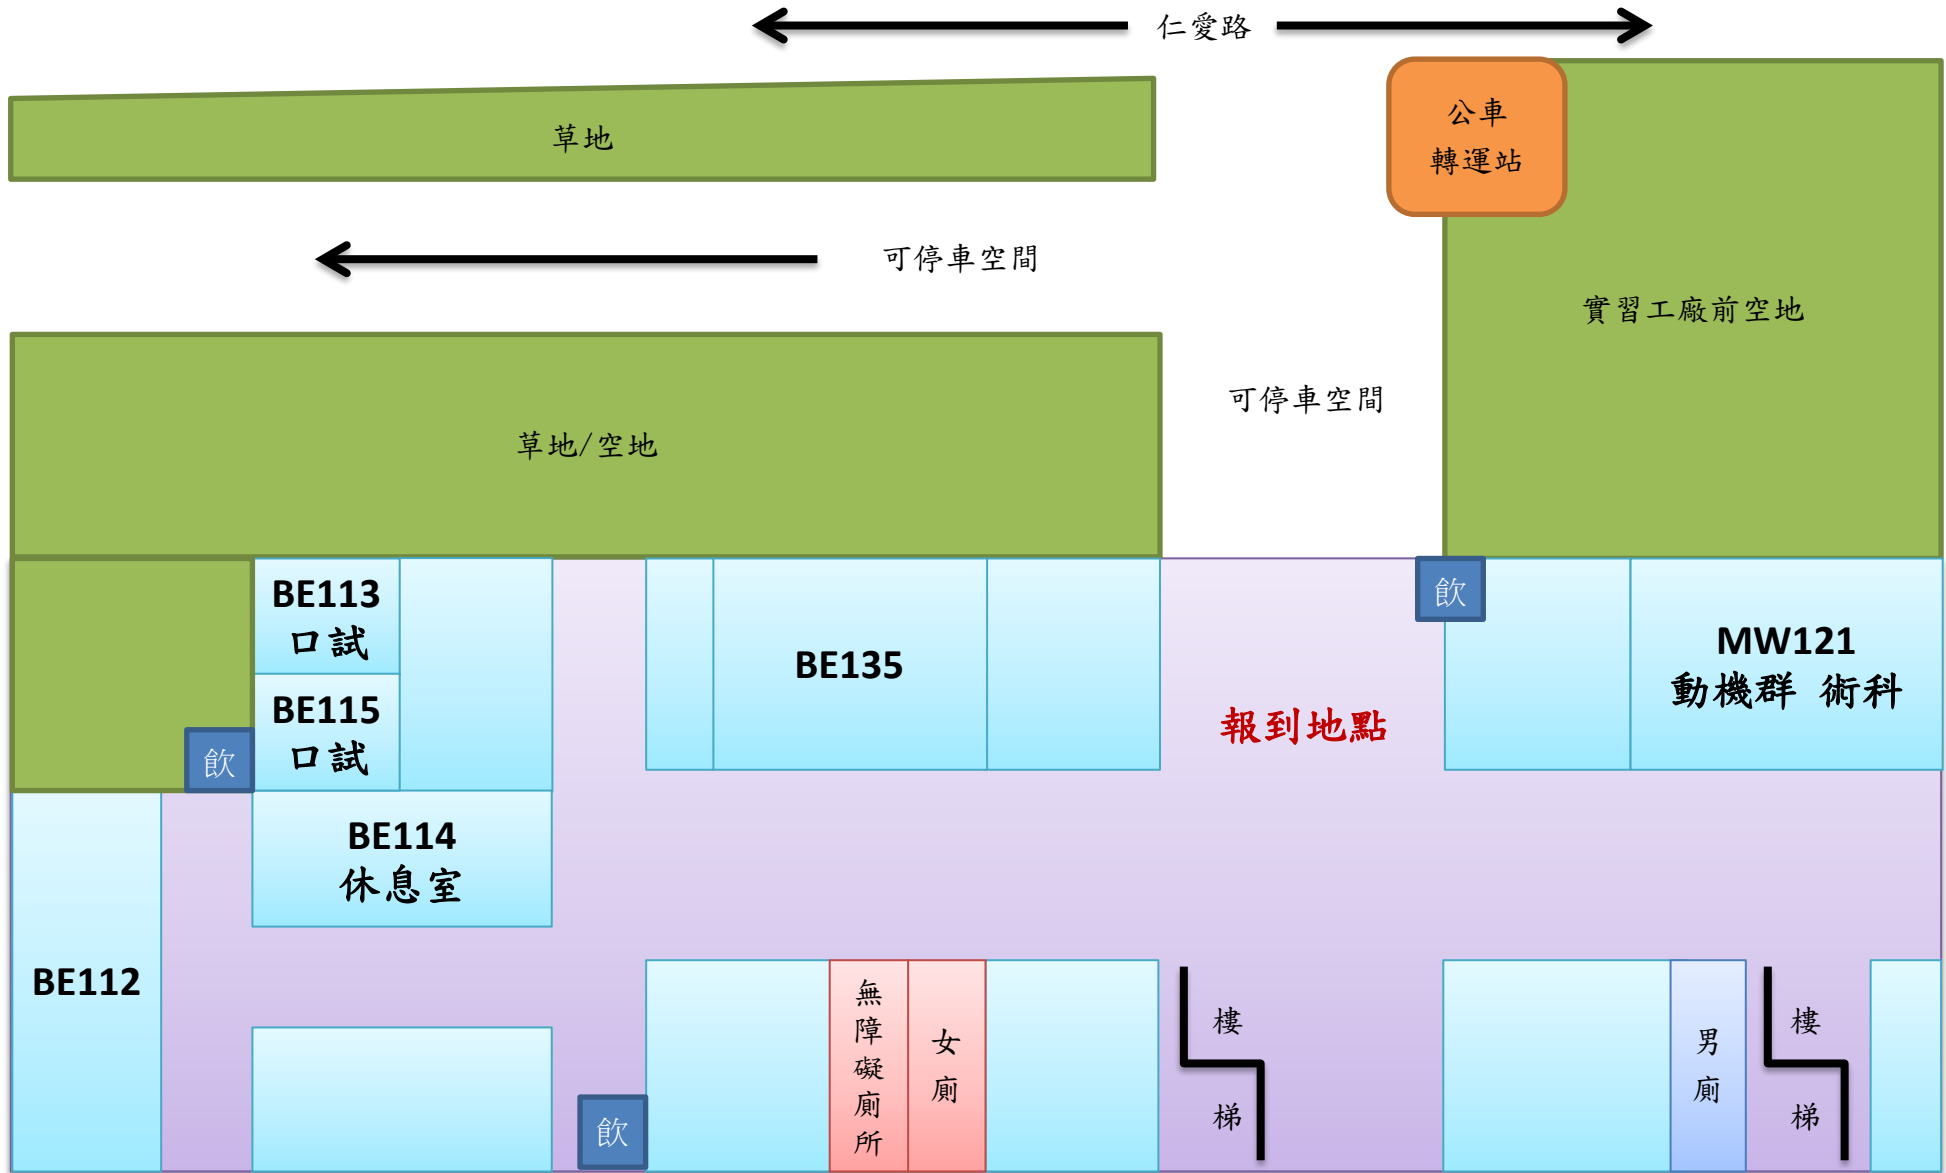 仁愛路
公車
轉運站
草地
可停車空間
實習工廠前空地
可停車空間
草地/空地
BE113
口試
BE115
口試
飲
BE114
休息室
BE112
BE135
報到地點
飲
MW121
動機群 術科
飲
無障礙廁所
女廁
樓梯
男廁
樓梯